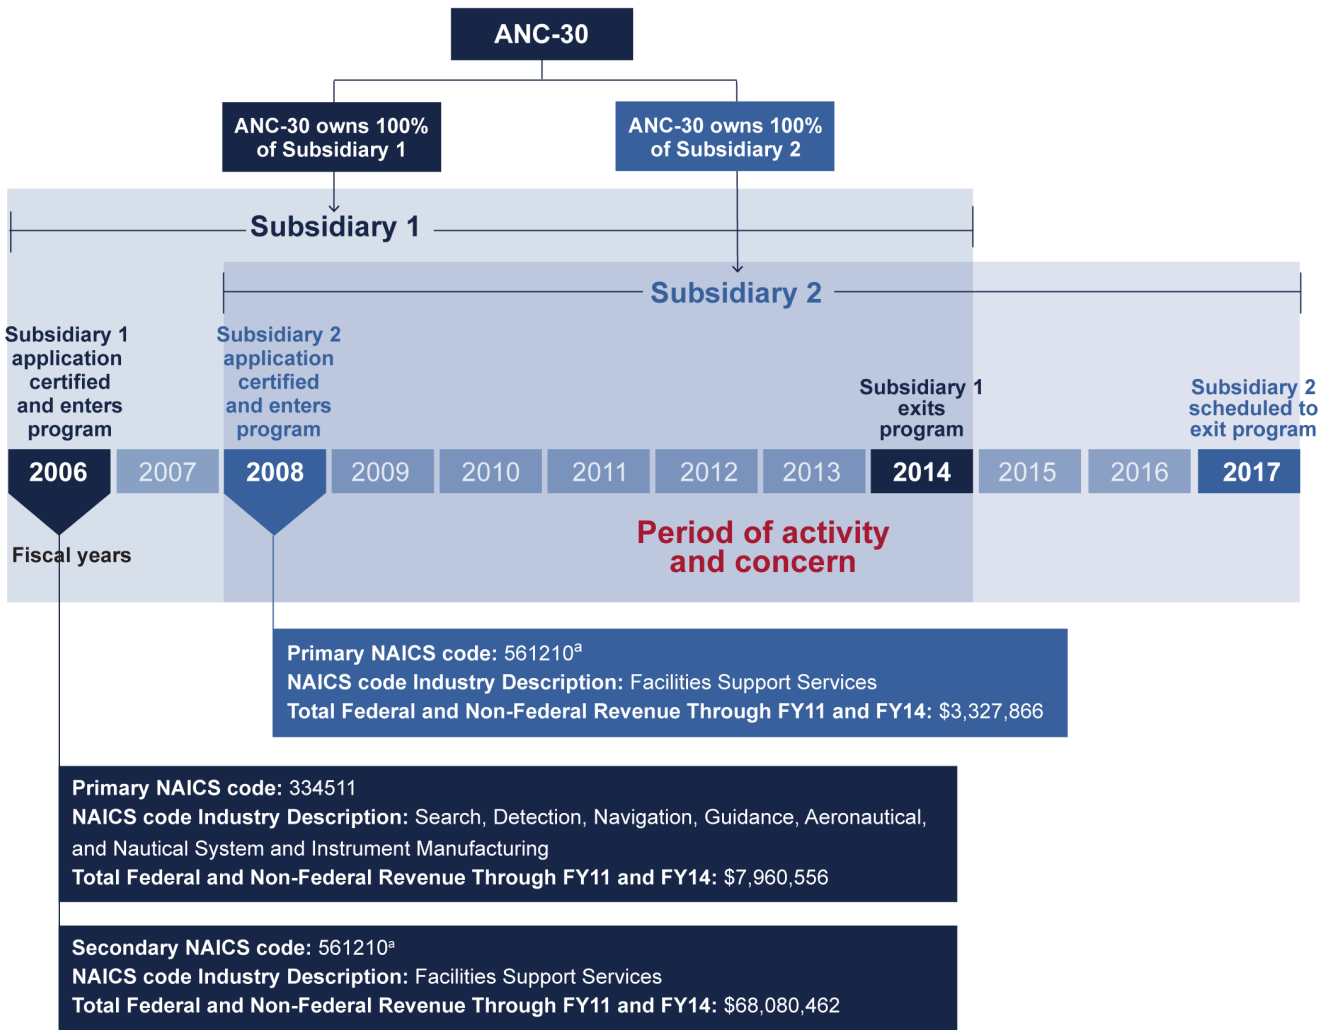 ANC-30
ANC-30 owns 100%
of Subsidiary 1
ANC-30 owns 100%
of Subsidiary 2
Subsidiary 1
Subsidiary 2
Subsidiary 1
application
certified
and enters
program
Subsidiary 2
application
certified
and enters
program
Subsidiary 1
exits
program
Subsidiary 2
scheduled to
exit program
2006 2007 2008 2009 2010 2011 2012 2013 2014 2015 2016 2017
Fiscal years
Period of activity
and concern
Primary NAICS code: 561210ᵃ
NAICS code Industry Description: Facilities Support Services
Total Federal and Non-Federal Revenue Through FY11 and FY14: $3,327,866
Primary NAICS code: 334511
NAICS code Industry Description: Search, Detection, Navigation, Guidance, Aeronautical,
and Nautical System and Instrument Manufacturing
Total Federal and Non-Federal Revenue Through FY11 and FY14: $7,960,556
Secondary NAICS code: 561210ᵃ
NAICS code Industry Description: Facilities Support Services
Total Federal and Non-Federal Revenue Through FY11 and FY14: $68,080,462